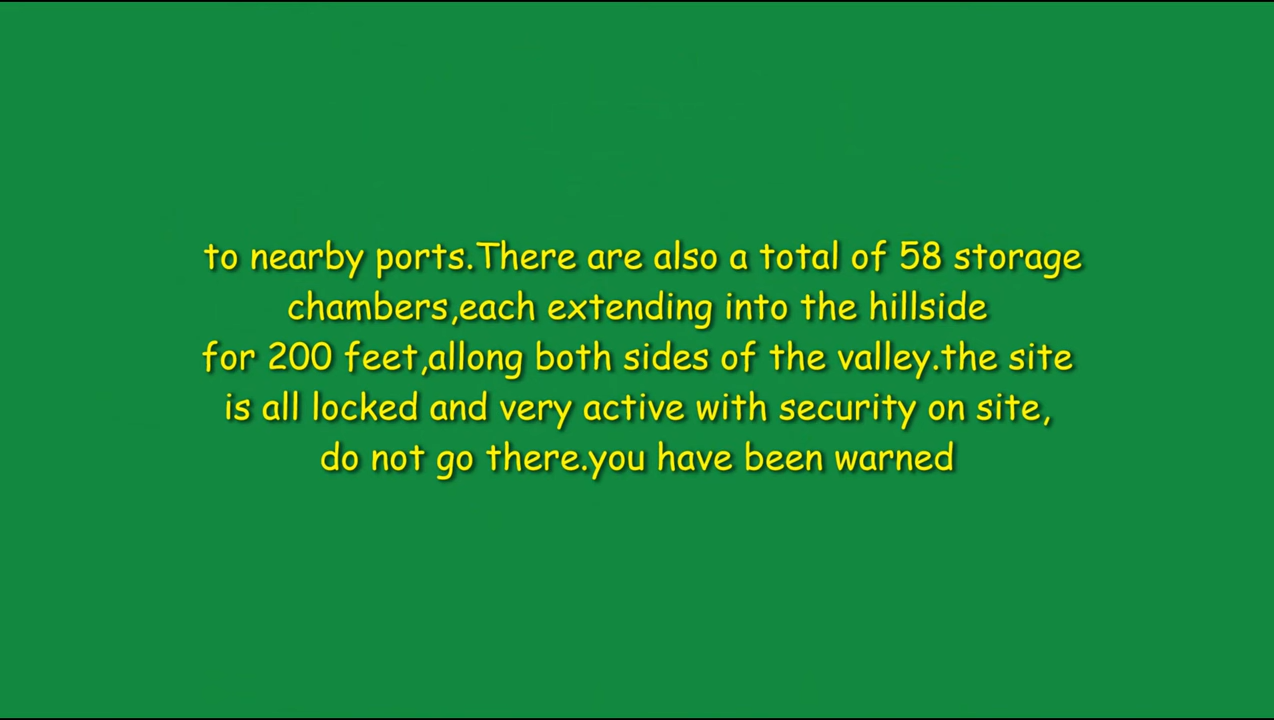 to nearby ports.There are also a total of 58 storage
chambers,each extending into the hillside
for 200 feet,allong both sides of the valley.the site
is all locked and very active with security on site,
do not go there.you have been warned